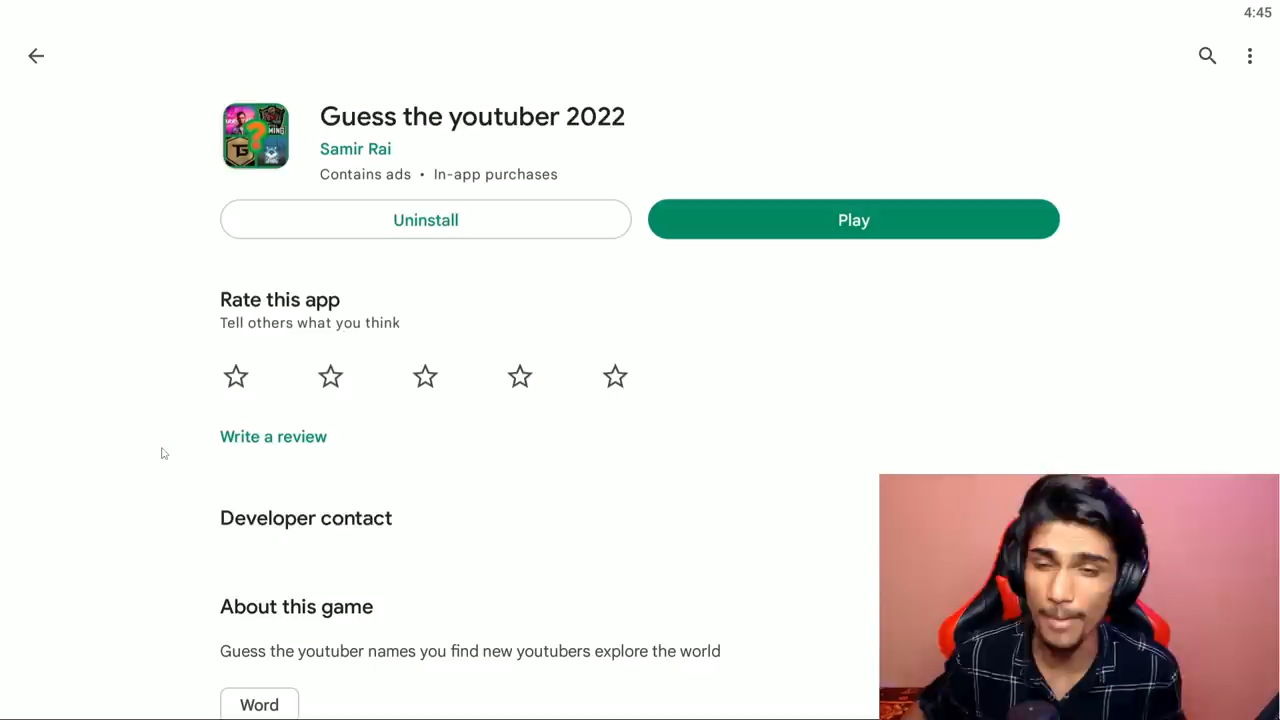 4:45
Guess the youtuber 2022
Samir Rai
Contains ads • In-app purchases
Uninstall
Play
Rate this app
Tell others what you think
Write a review
Developer contact
About this game
Guess the youtuber names you find new youtubers explore the world
Word